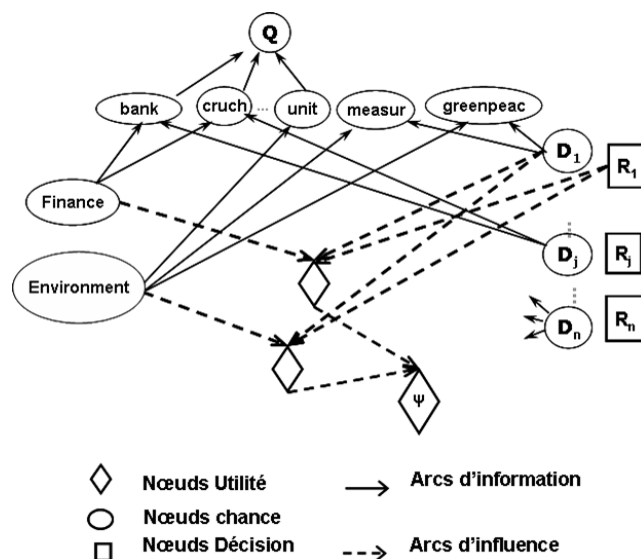 Q
bank cruch ... unit measur greenpeac
D1 R1
Finance
Environment
Dj Rj
Dn Rn
Ψ
Nœuds Utilité Arcs d'information
Nœuds chance
Nœuds Décision Arcs d'influence